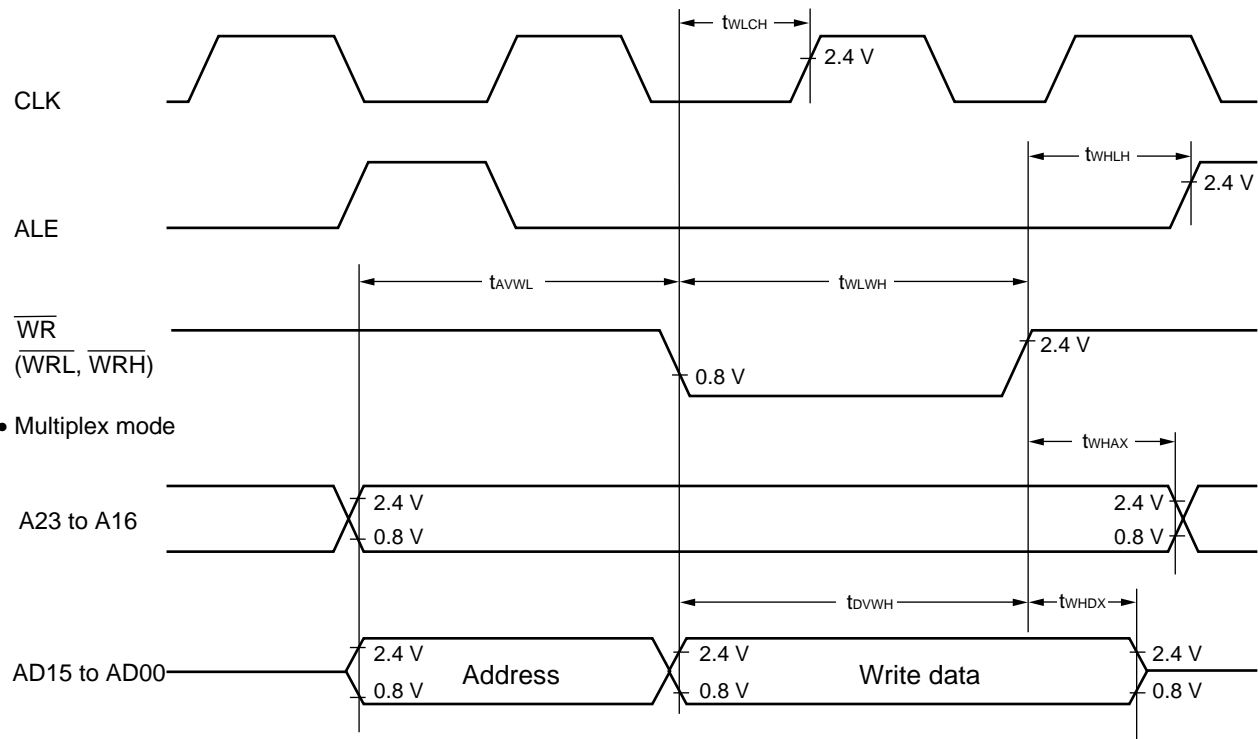 tWLCH
CLK
2.4 V
tWHLH
ALE
2.4 V
tAVWL
tWLWH
WR
(WRL, WRH)
0.8 V
2.4 V
• Multiplex mode
tWHAX
A23 to A16
2.4 V
0.8 V
2.4 V
0.8 V
tDVWH
tWHDX
AD15 to AD00
2.4 V
0.8 V
Address
2.4 V
0.8 V
Write data
2.4 V
0.8 V